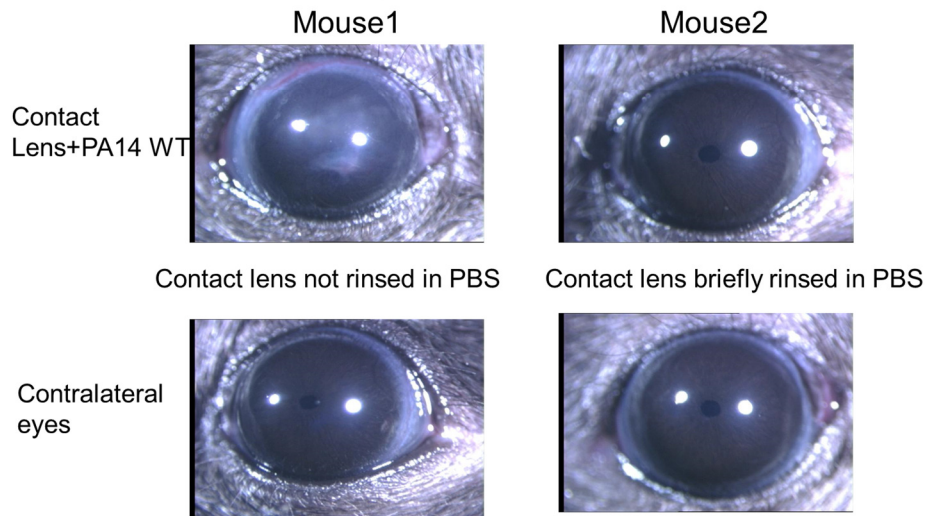 Mouse1
Mouse2
Contact
Lens+PA14 WT
Contact lens not rinsed in PBS
Contact lens briefly rinsed in PBS
Contralateral
eyes